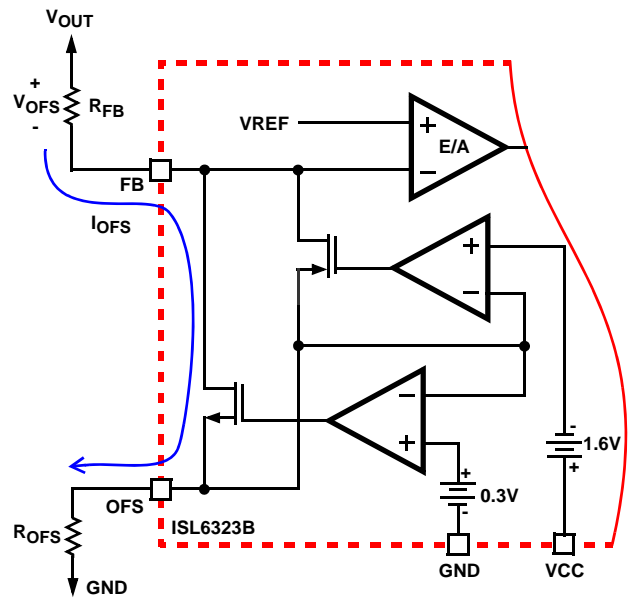 VOUT
+
VOFS
-
RFB
VREF
+
E/A
-
FB
IOFS
+
-
-
+
-
1.6V
+
+
0.3V
-
OFS
ISL6323B
ROFS
GND
GND
VCC